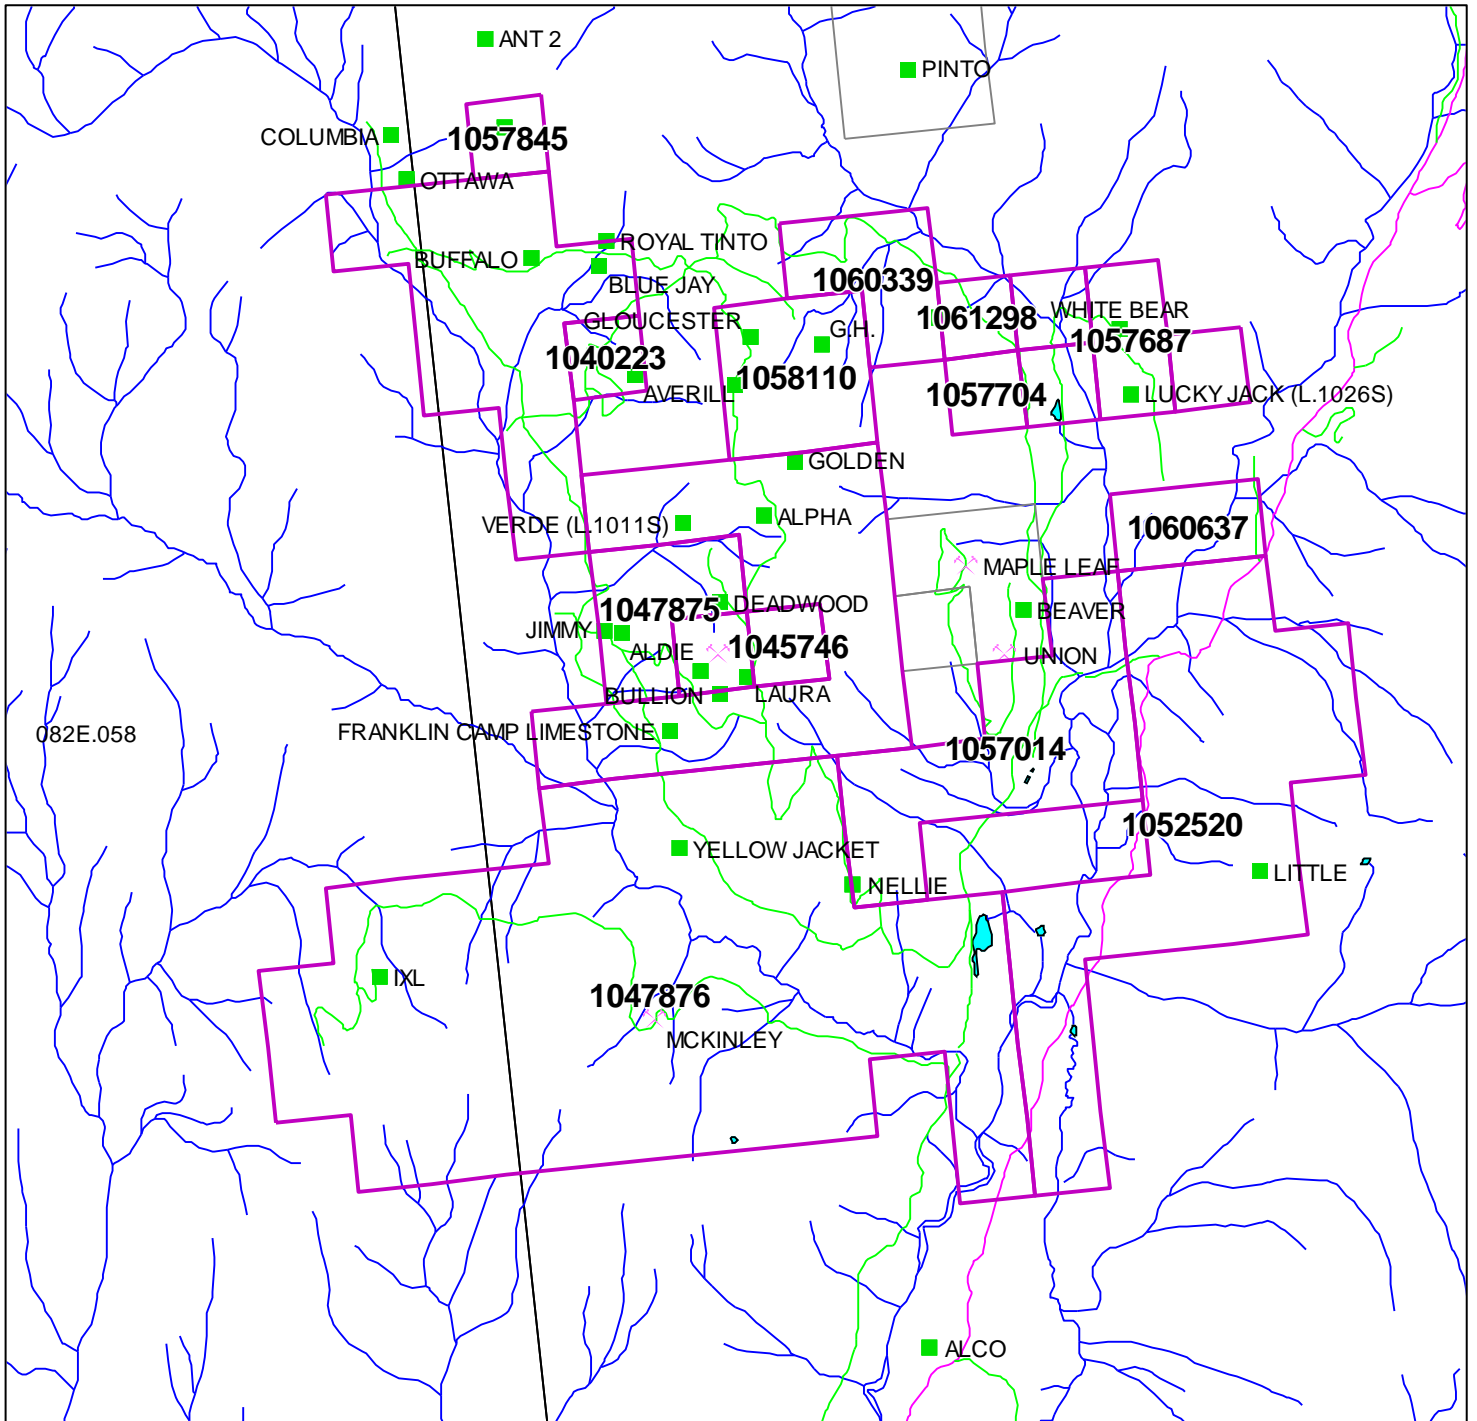 ANT 2
PINTO
COLUMBIA
1057845
OTTAWA
ROYAL TINTO
BUFFALO
BLUE JAY
1060339
WHITE BEAR
GLOUCESTER
G.H.
1061298
1057687
1040223
1058110
AVERILL
1057704
LUCKY JACK (L.1026S)
GOLDEN
VERDE (L.1011S)
ALPHA
1060637
MAPLE LEAF
1047875
DEADWOOD
BEAVER
JIMMY
ALDIE
1045746
UNION
BULLION
LAURA
082E.058
FRANKLIN CAMP LIMESTONE
1057014
1052520
YELLOW JACKET
NELLIE
LITTLE
IXL
1047876
MCKINLEY
ALCO